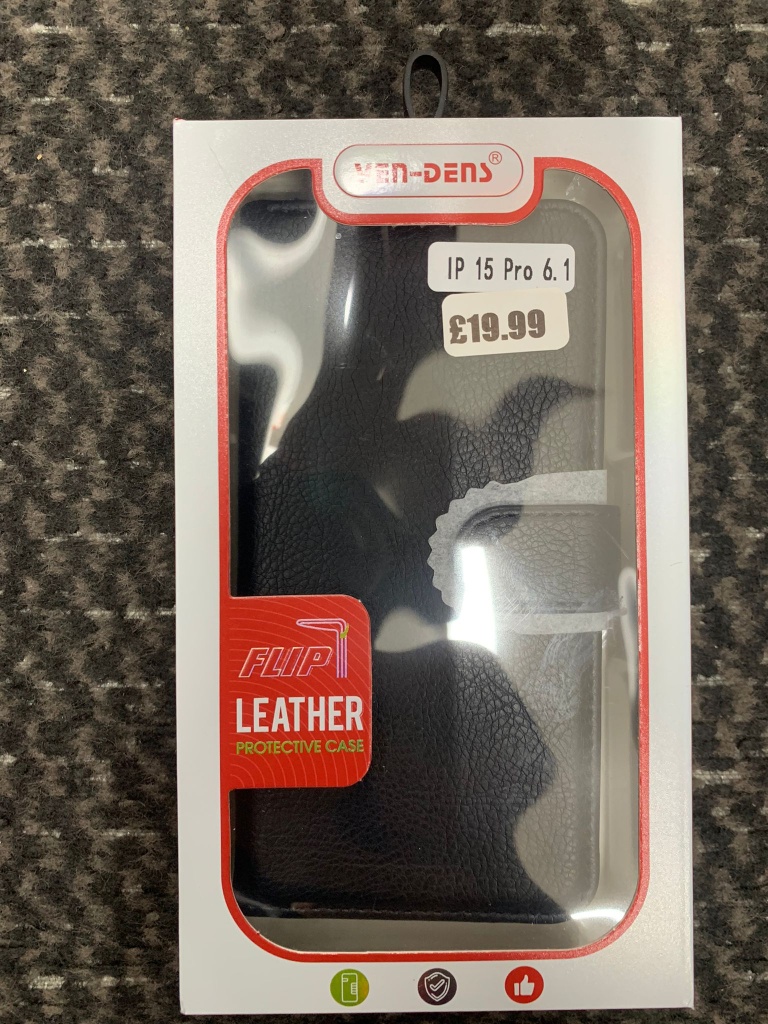 VEN-DENS®
IP 15 Pro 6.1
£19.99
FLIP
LEATHER
PROTECTIVE CASE